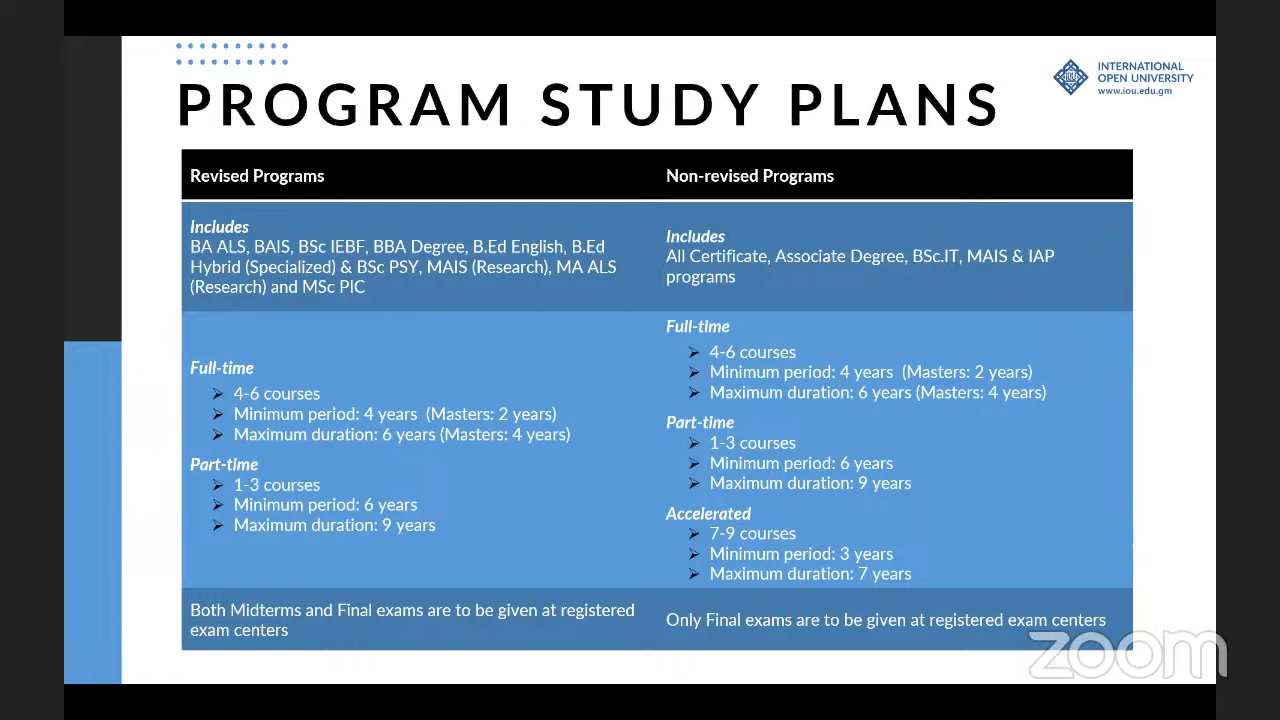 INTERNATIONAL
OPEN UNIVERSITY
www.iou.edu.gm
IOU
PROGRAM STUDY PLANS
Revised Programs
Non-revised Programs
Includes
BA ALS, BAIS, BSc IEBF, BBA Degree, B.Ed English, B.Ed
Hybrid (Specialized) & BSc PSY, MAIS (Research), MA ALS
(Research) and MSc PIC
Includes
All Certificate, Associate Degree, BSc.IT, MAIS & IAP
programs
Full-time
4-6 courses
Minimum period: 4 years (Masters: 2 years)
Maximum duration: 6 years (Masters: 4 years)
Part-time
1-3 courses
Minimum period: 6 years
Maximum duration: 9 years
Full-time
4-6 courses
Minimum period: 4 years (Masters: 2 years)
Maximum duration: 6 years (Masters: 4 years)
Part-time
1-3 courses
Minimum period: 6 years
Maximum duration: 9 years
Accelerated
7-9 courses
Minimum period: 3 years
Maximum duration: 7 years
Both Midterms and Final exams are to be given at registered
exam centers
Only Final exams are to be given at registered exam centers
zoom